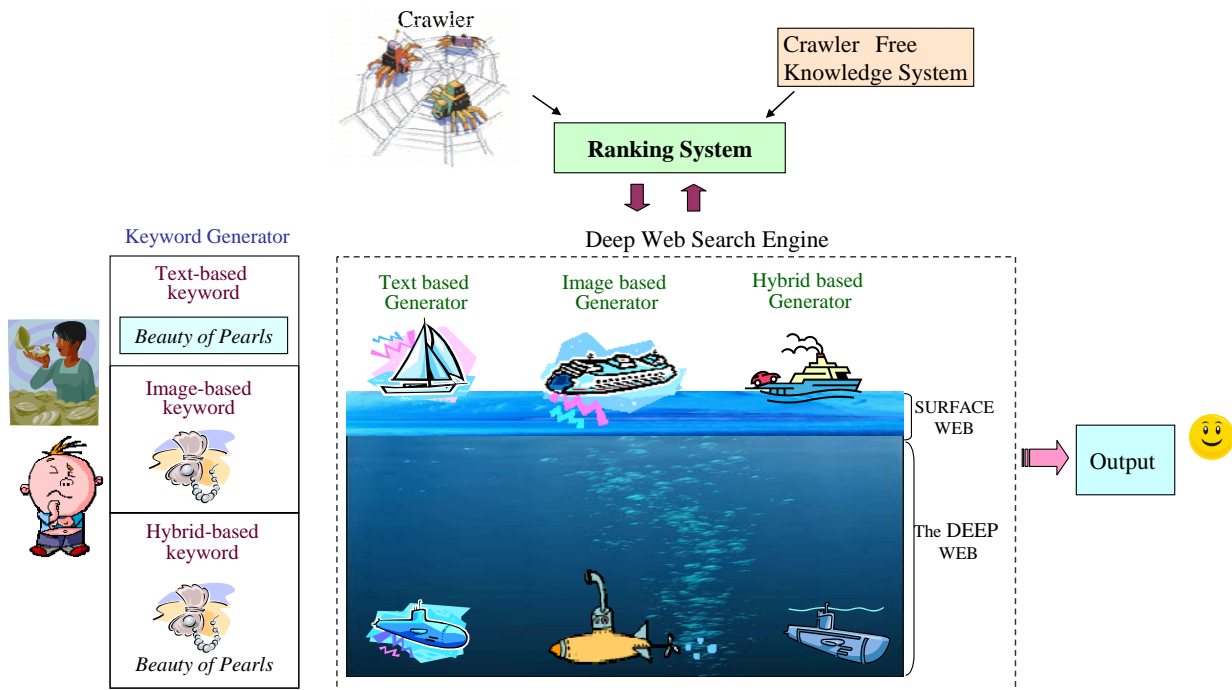 Crawler
Crawler Free
Knowledge System
Ranking System
Keyword Generator
Deep Web Search Engine
Text-based
keyword
Beauty of Pearls
Image-based
keyword
Hybrid-based
keyword
Beauty of Pearls
Text based
Generator
Image based
Generator
Hybrid based
Generator
SURFACE
WEB
The DEEP
WEB
Output